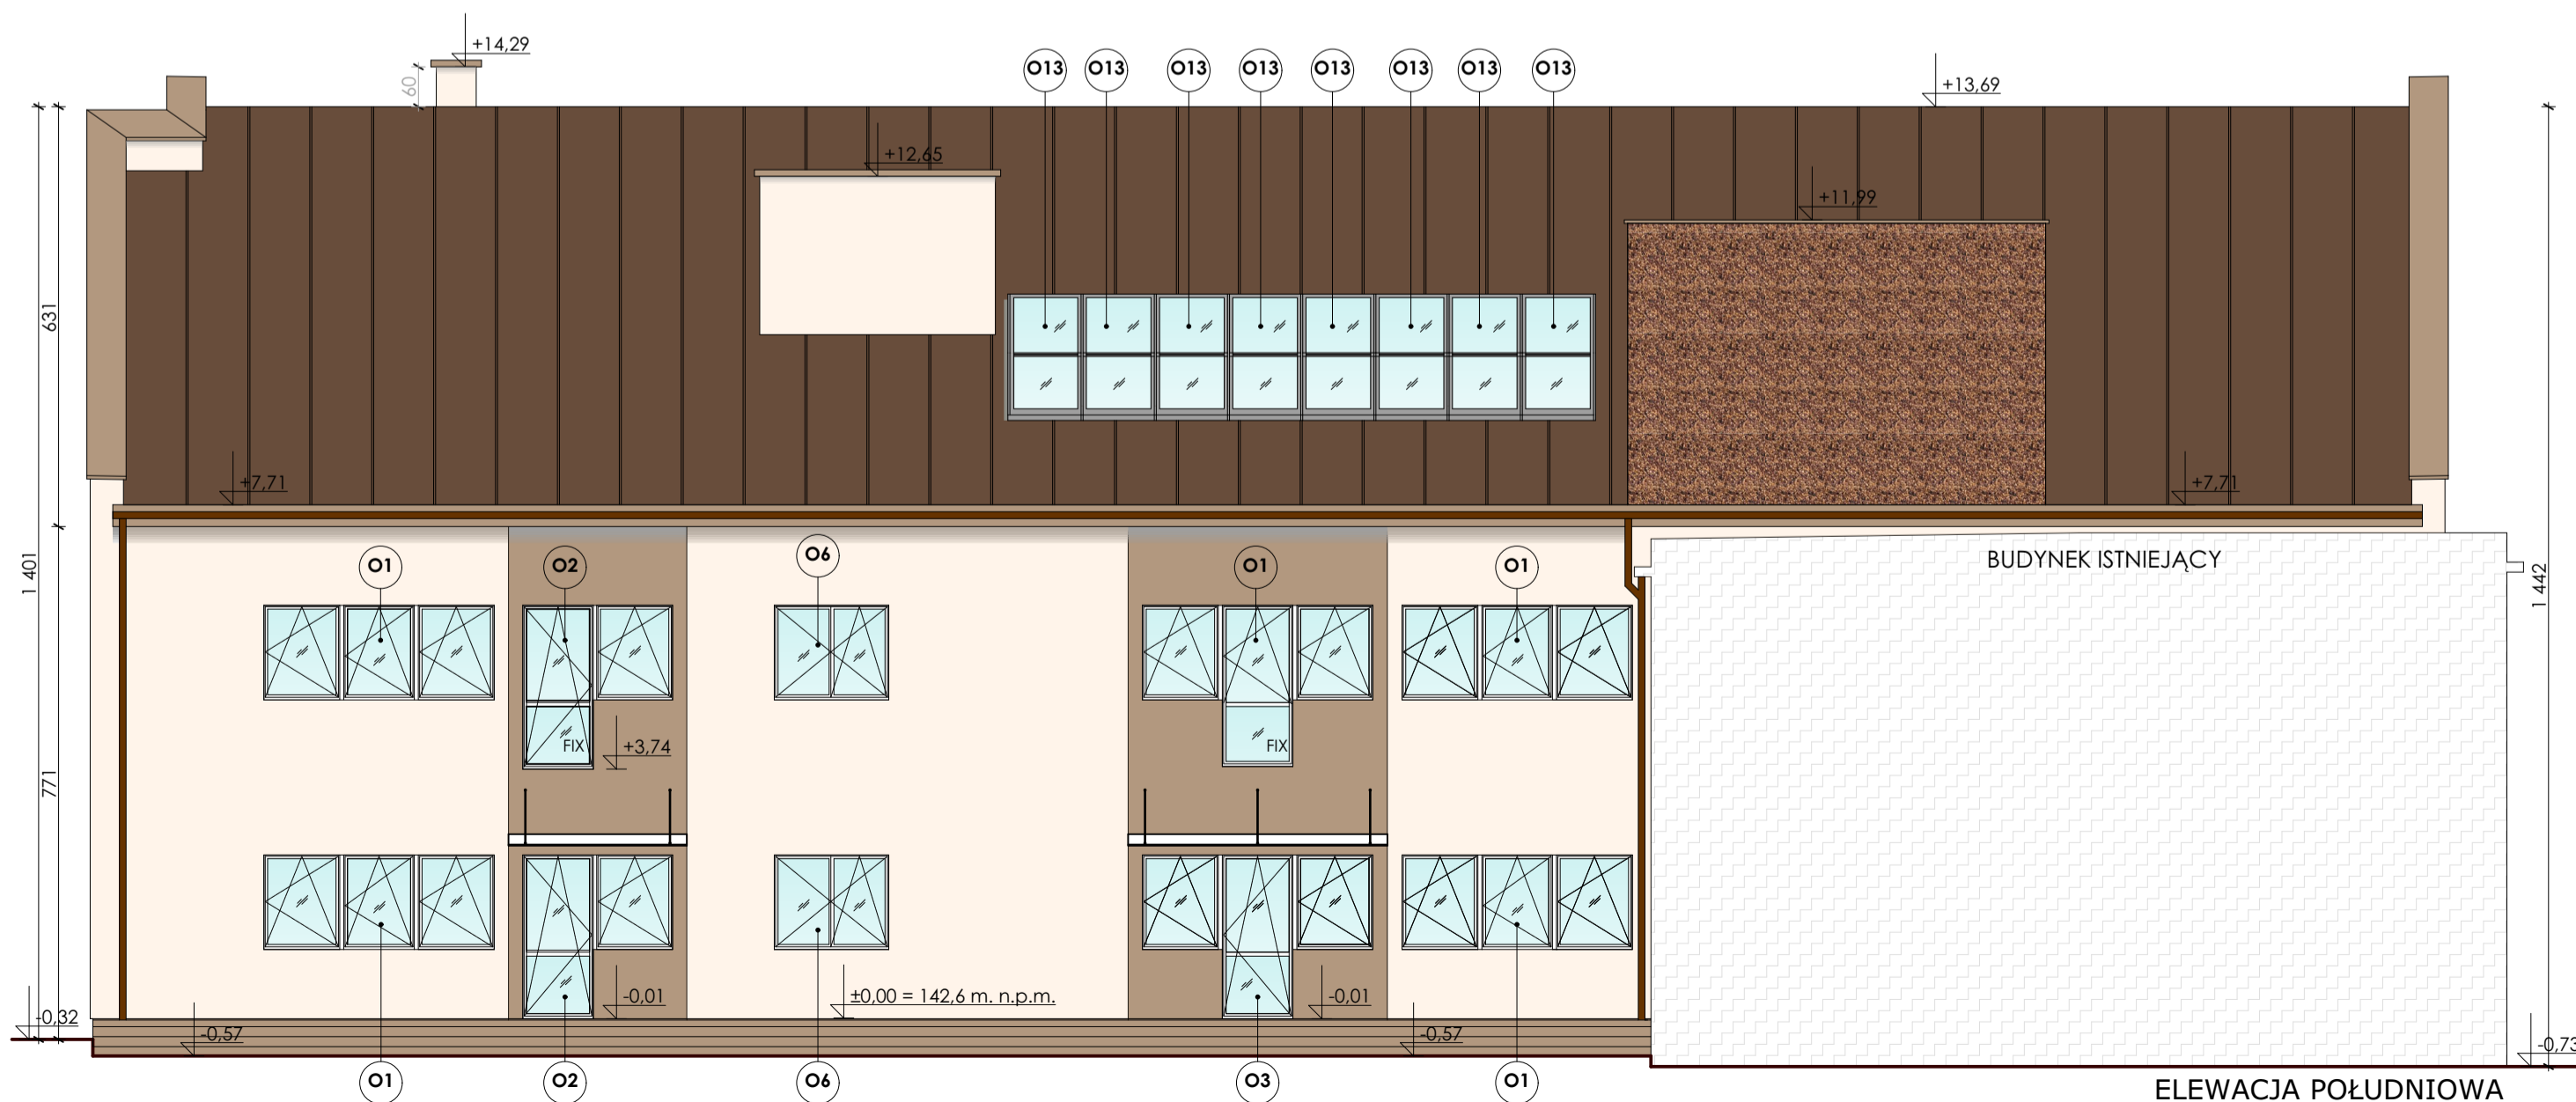 +14,29
60
O13 O13 O13 O13 O13 O13 O13 O13
+13,69
+12,65
+11,99
631
+7,71
+7,71
1 401
BUDYNEK ISTNIEJĄCY
1 442
O1 O2 O6 O1 O1
FIX
+3,74
FIX
771
-0,01
±0,00 = 142,6 m. n.p.m.
-0,01
-0,32
-0,57
-0,57
-0,73
O1 O2 O6 O3 O1
ELEWACJA POŁUDNIOWA